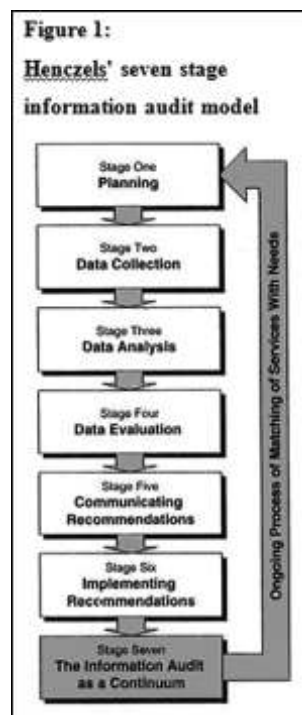 Figure 1:
Henczels' seven stage
information audit model
Stage One
Planning
Stage Two
Data Collection
Stage Three
Data Analysis
Stage Four
Data Evaluation
Stage Five
Communicating
Recommendations
Stage Six
Implementing
Recommendations
Stage Seven
The Information Audit
as a Continuum
Ongoing Process of Matching of Services With Needs